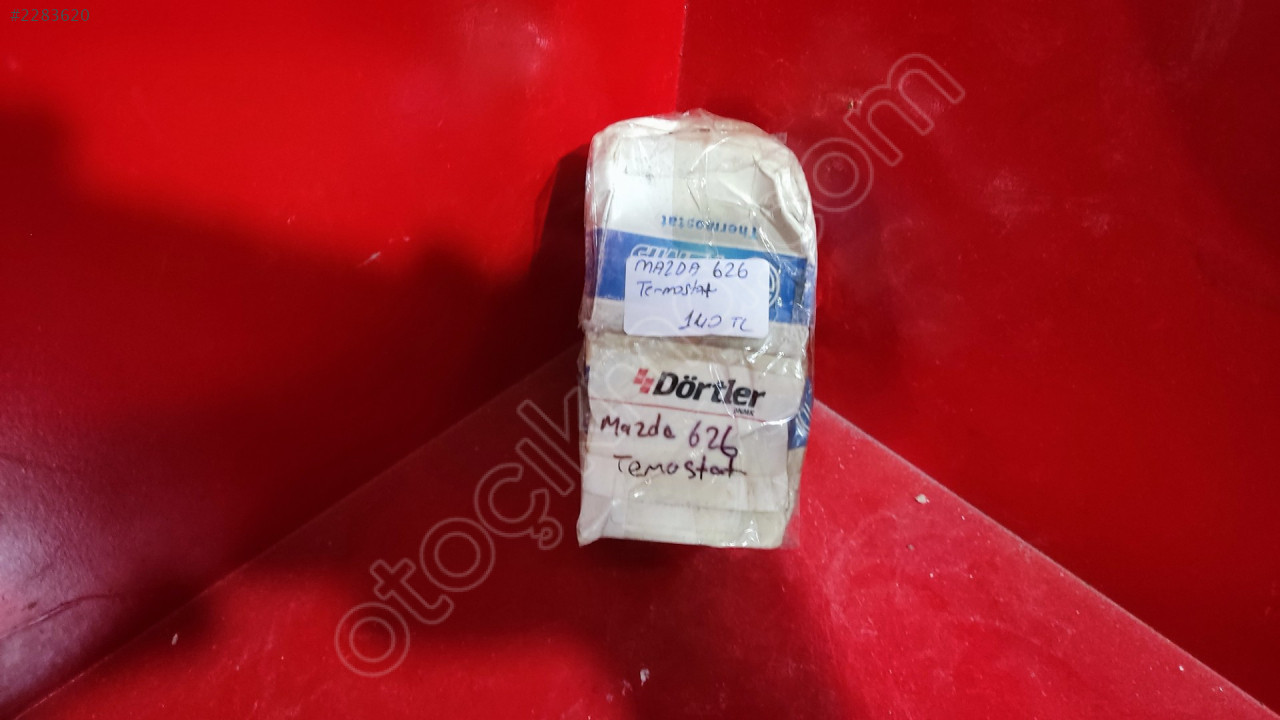 #2283620
otoçıkma.com
Thermostat
MAZDA 626
Termostat
140 TL
Dörtler
Mazda 626
Temostat